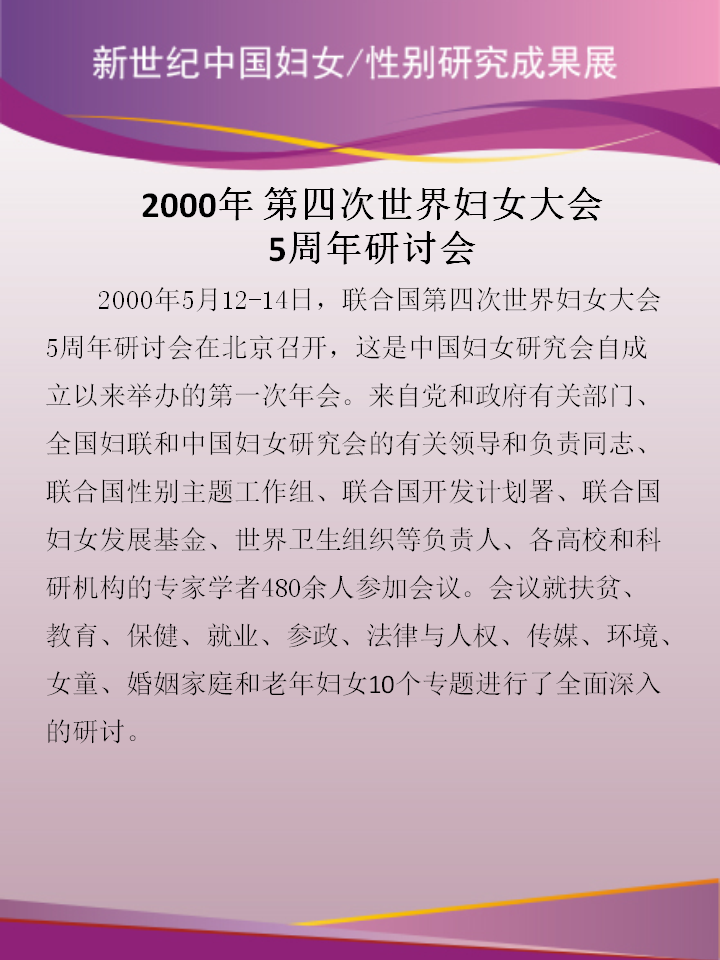 新世纪中国妇女/性别研究成果展
2000年 第四次世界妇女大会
5周年研讨会
2000年5月12-14日，联合国第四次世界妇女大会
5周年研讨会在北京召开，这是中国妇女研究会自成
立以来举办的第一次年会。来自党和政府有关部门、
全国妇联和中国妇女研究会的有关领导和负责同志、
联合国性别主题工作组、联合国开发计划署、联合国
妇女发展基金、世界卫生组织等负责人、各高校和科
研机构的专家学者480余人参加会议。会议就扶贫、
教育、保健、就业、参政、法律与人权、传媒、环境、
女童、婚姻家庭和老年妇女10个专题进行了全面深入
的研讨。